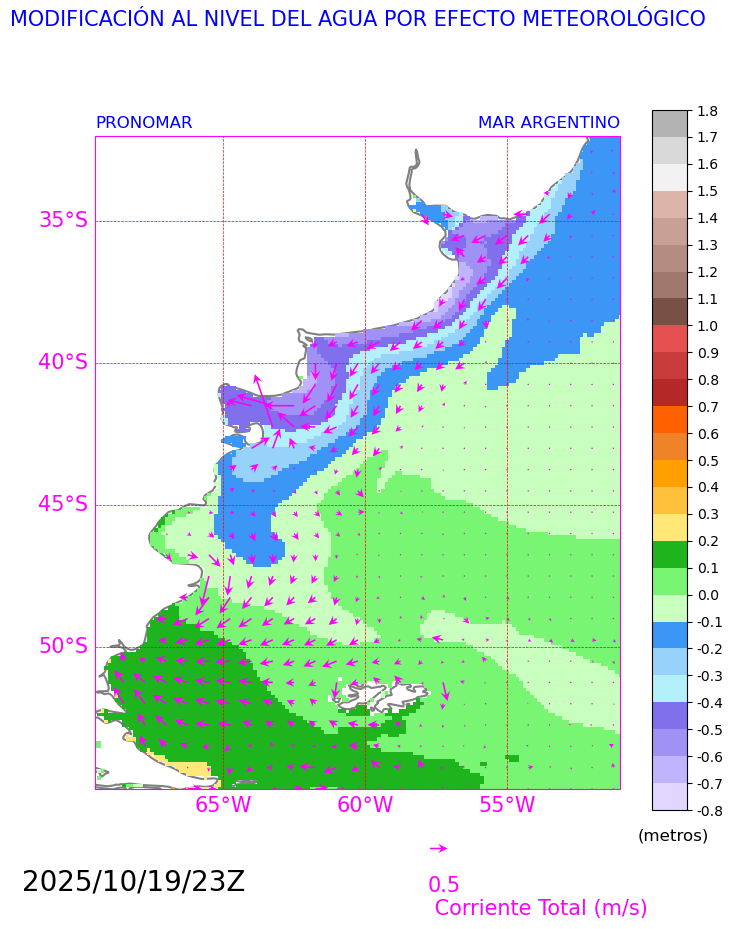 MODIFICACIÓN AL NIVEL DEL AGUA POR EFECTO METEOROLÓGICO
PRONOMAR MAR ARGENTINO
35°S
40°S
45°S
50°S
65°W 60°W 55°W
1.8
1.7
1.6
1.5
1.4
1.3
1.2
1.1
1.0
0.9
0.8
0.7
0.6
0.5
0.4
0.3
0.2
0.1
0.0
-0.1
-0.2
-0.3
-0.4
-0.5
-0.6
-0.7
-0.8
(metros)
2025/10/19/23Z
0.5
Corriente Total (m/s)